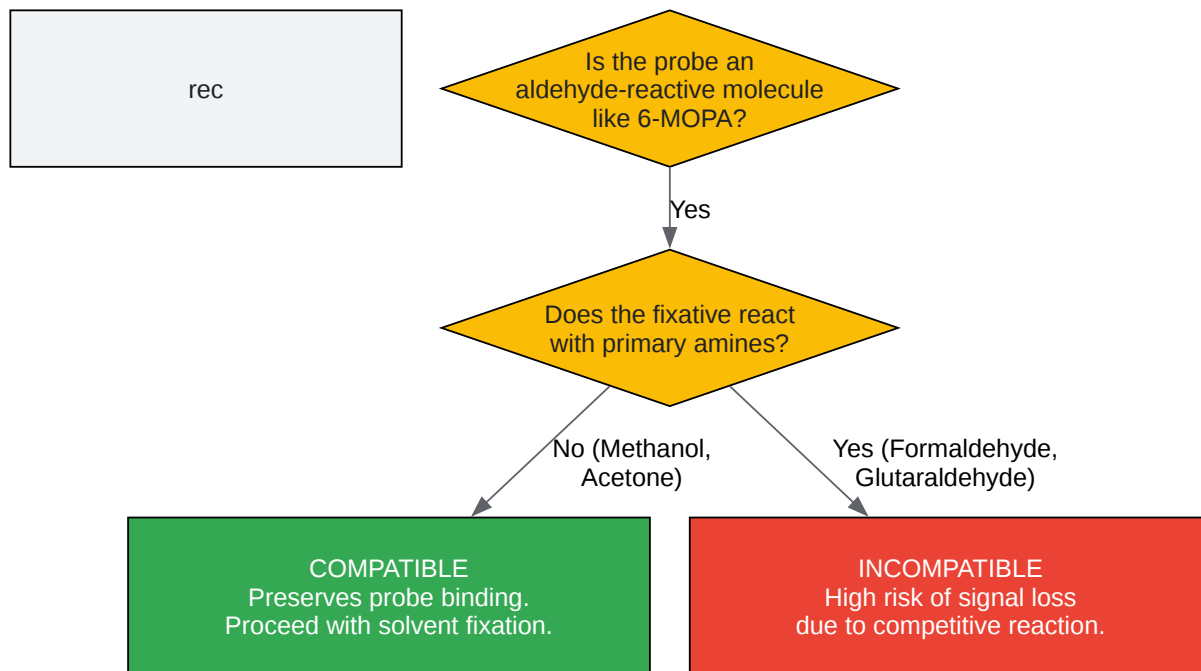 rec
Is the probe an
aldehyde-reactive molecule
like 6-MOPA?
Yes
Does the fixative react
with primary amines?
No (Methanol,
Acetone)
Yes (Formaldehyde,
Glutaraldehyde)
COMPATIBLE
Preserves probe binding.
Proceed with solvent fixation.
INCOMPATIBLE
High risk of signal loss
due to competitive reaction.